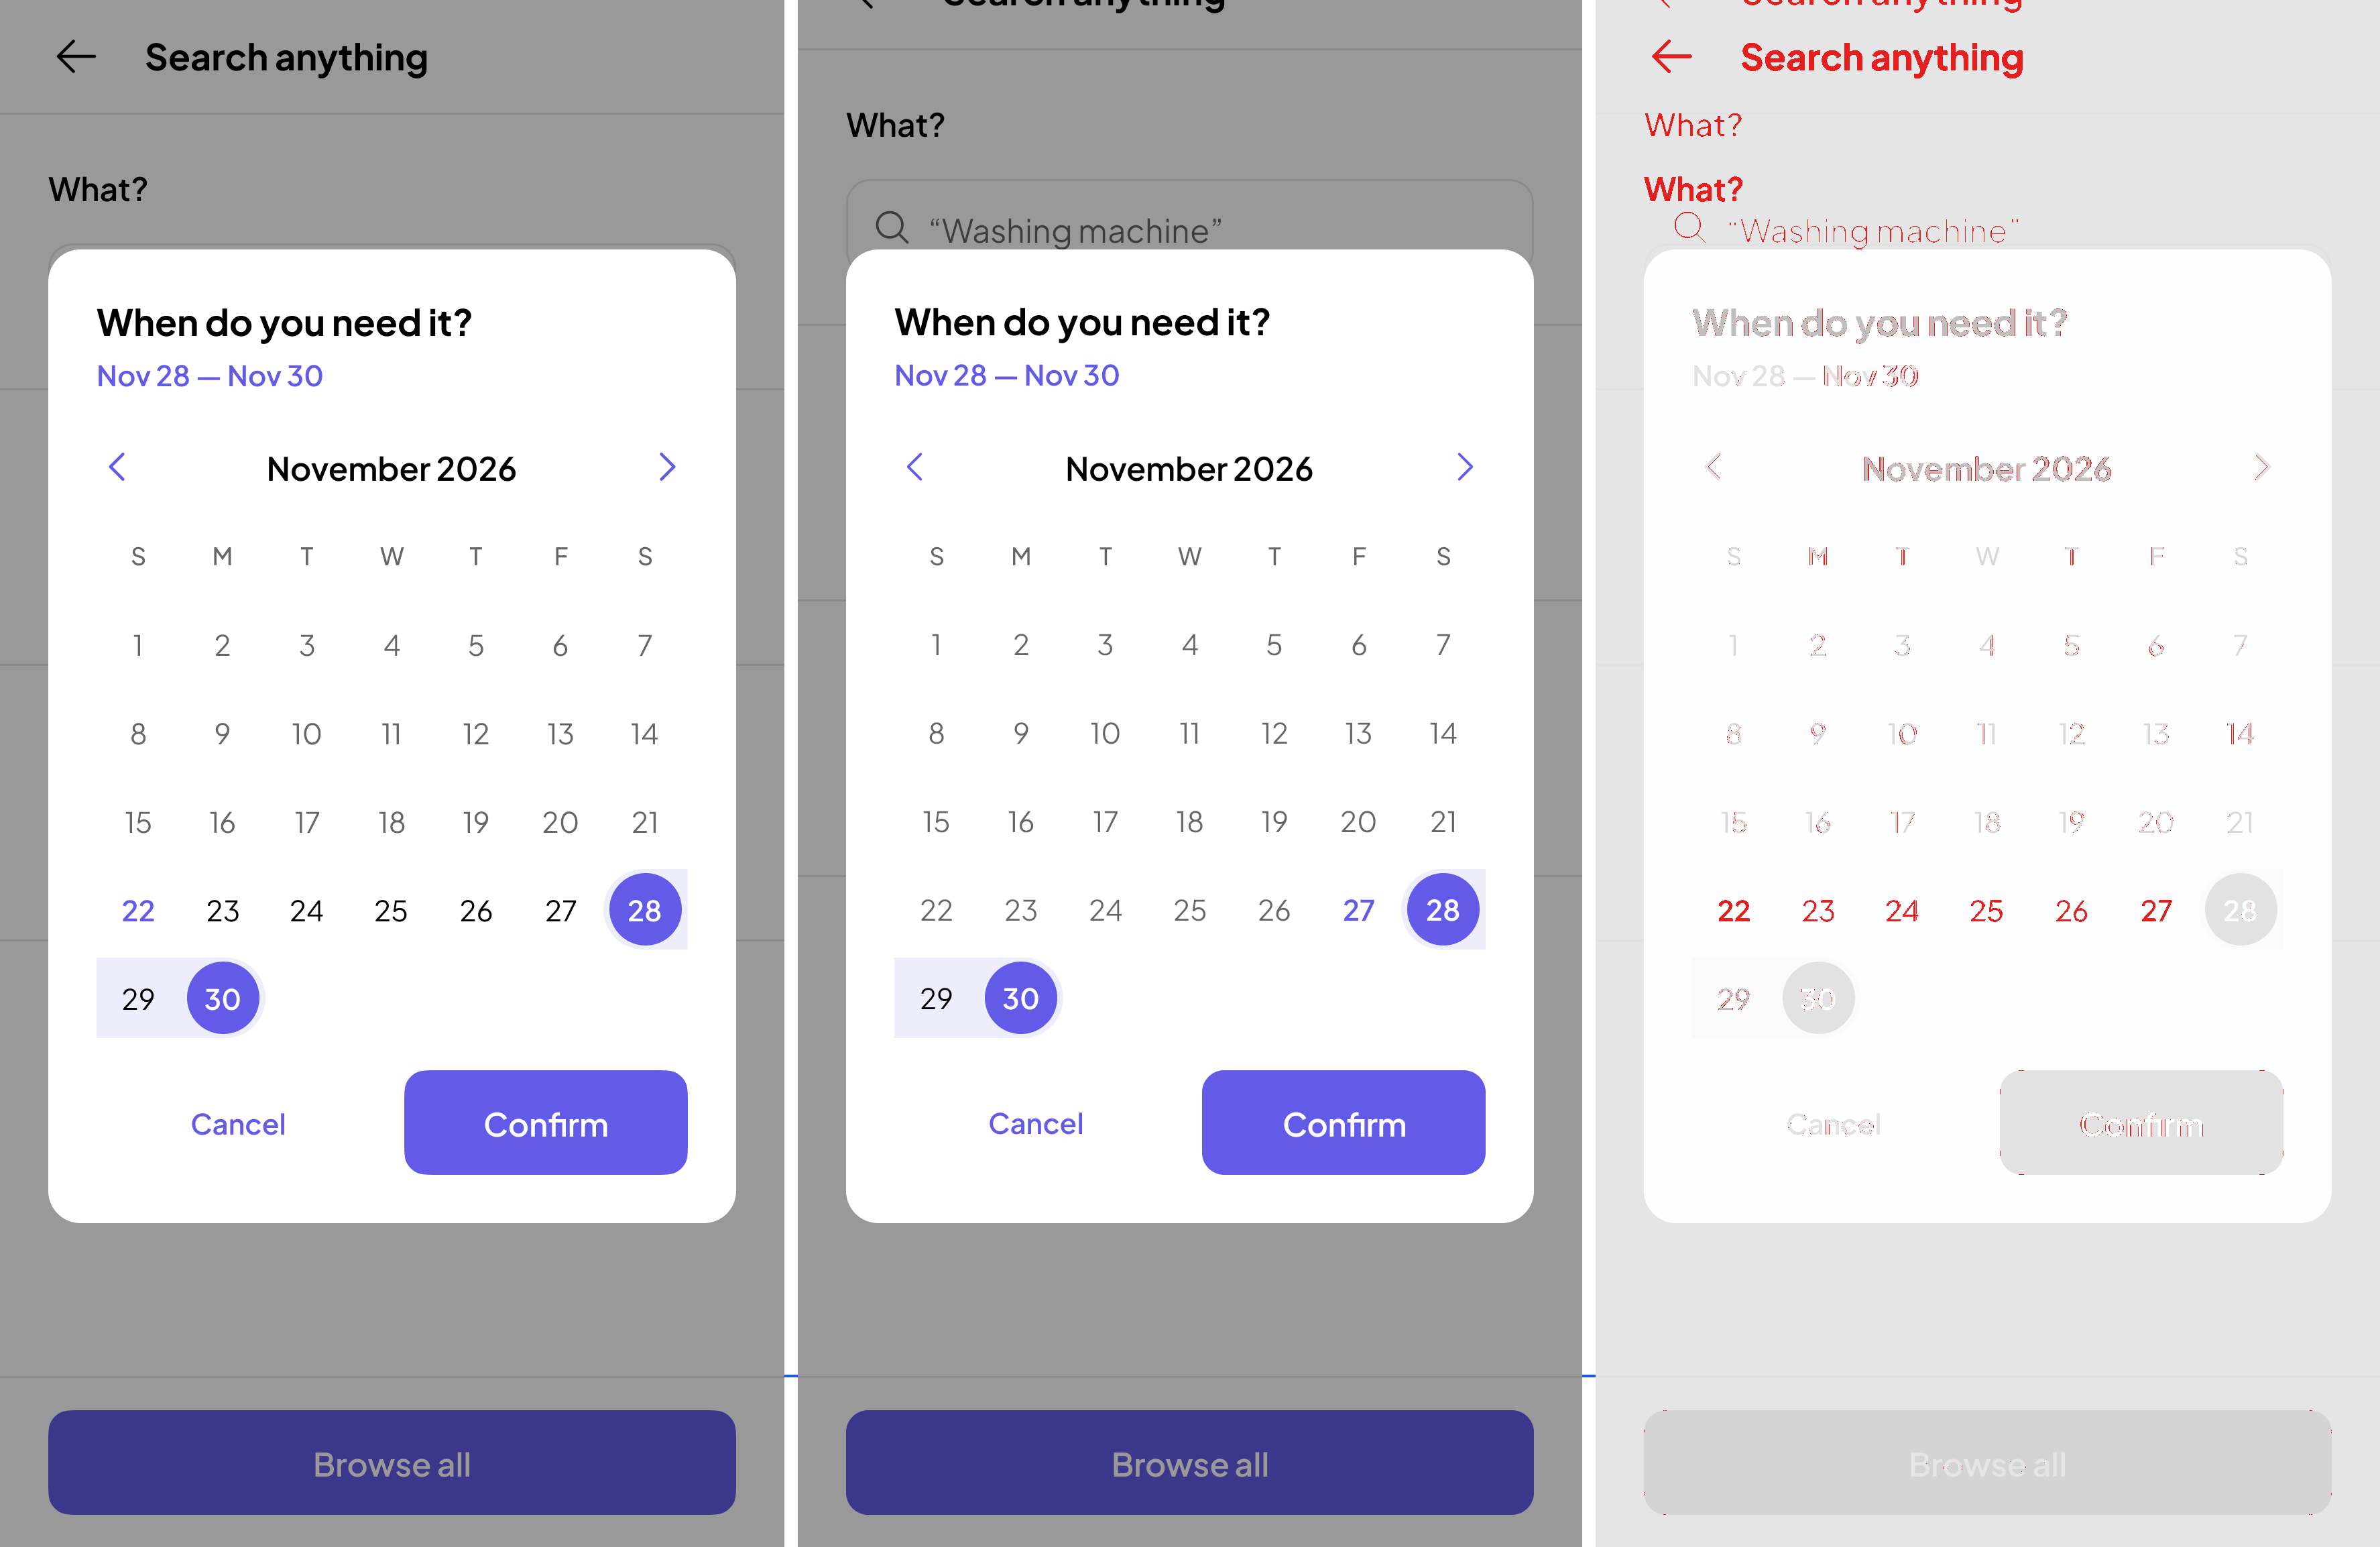 Search anything
What?
When do you need it?
Nov 28 — Nov 30
November 2026
S M T W T F S
1 2 3 4 5 6 7
8 9 10 11 12 13 14
15 16 17 18 19 20 21
22 23 24 25 26 27 28
29 30
Cancel Confirm
Browse all
Search anything
What?
“Washing machine”
When do you need it?
Nov 28 — Nov 30
November 2026
S M T W T F S
1 2 3 4 5 6 7
8 9 10 11 12 13 14
15 16 17 18 19 20 21
22 23 24 25 26 27 28
29 30
Cancel Confirm
Browse all
Search anything
Search anything
What?
What?
“Washing machine”
When do you need it?
Nov 28 — Nov 30
November 2026
S M T W T F S
1 2 3 4 5 6 7
8 9 10 11 12 13 14
15 16 17 18 19 20 21
22 23 24 25 26 27 28
29 30
Cancel Confirm
Browse all